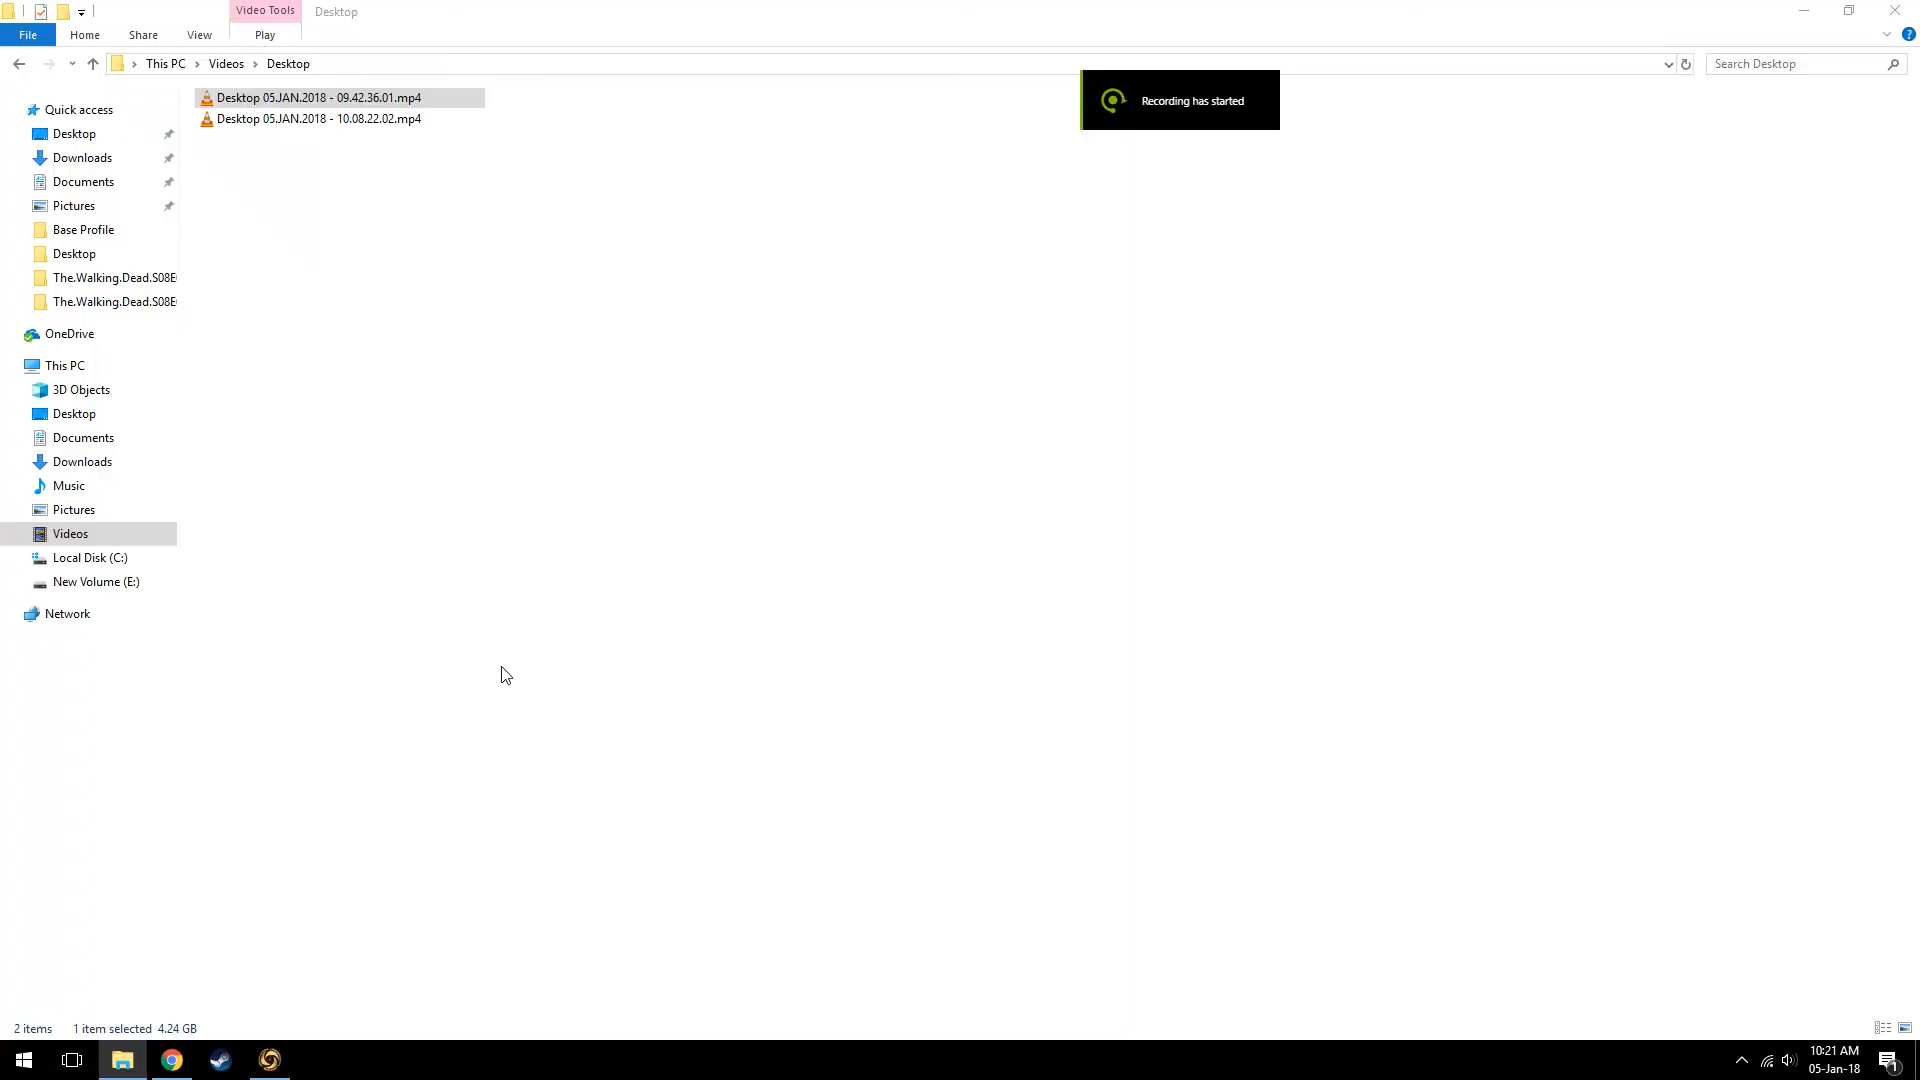 Video Tools
Desktop
File
Home
Share
View
Play
This PC
Videos
Desktop
Search Desktop
Recording has started
Desktop 05.JAN.2018 - 09.42.36.01.mp4
Desktop 05.JAN.2018 - 10.08.22.02.mp4
Quick access
Desktop
Downloads
Documents
Pictures
Base Profile
Desktop
The.Walking.Dead.S08E
The.Walking.Dead.S08E
OneDrive
This PC
3D Objects
Desktop
Documents
Downloads
Music
Pictures
Videos
Local Disk (C:)
New Volume (E:)
Network
2 items 1 item selected 4.24 GB
10:21 AM
05-Jan-18
1